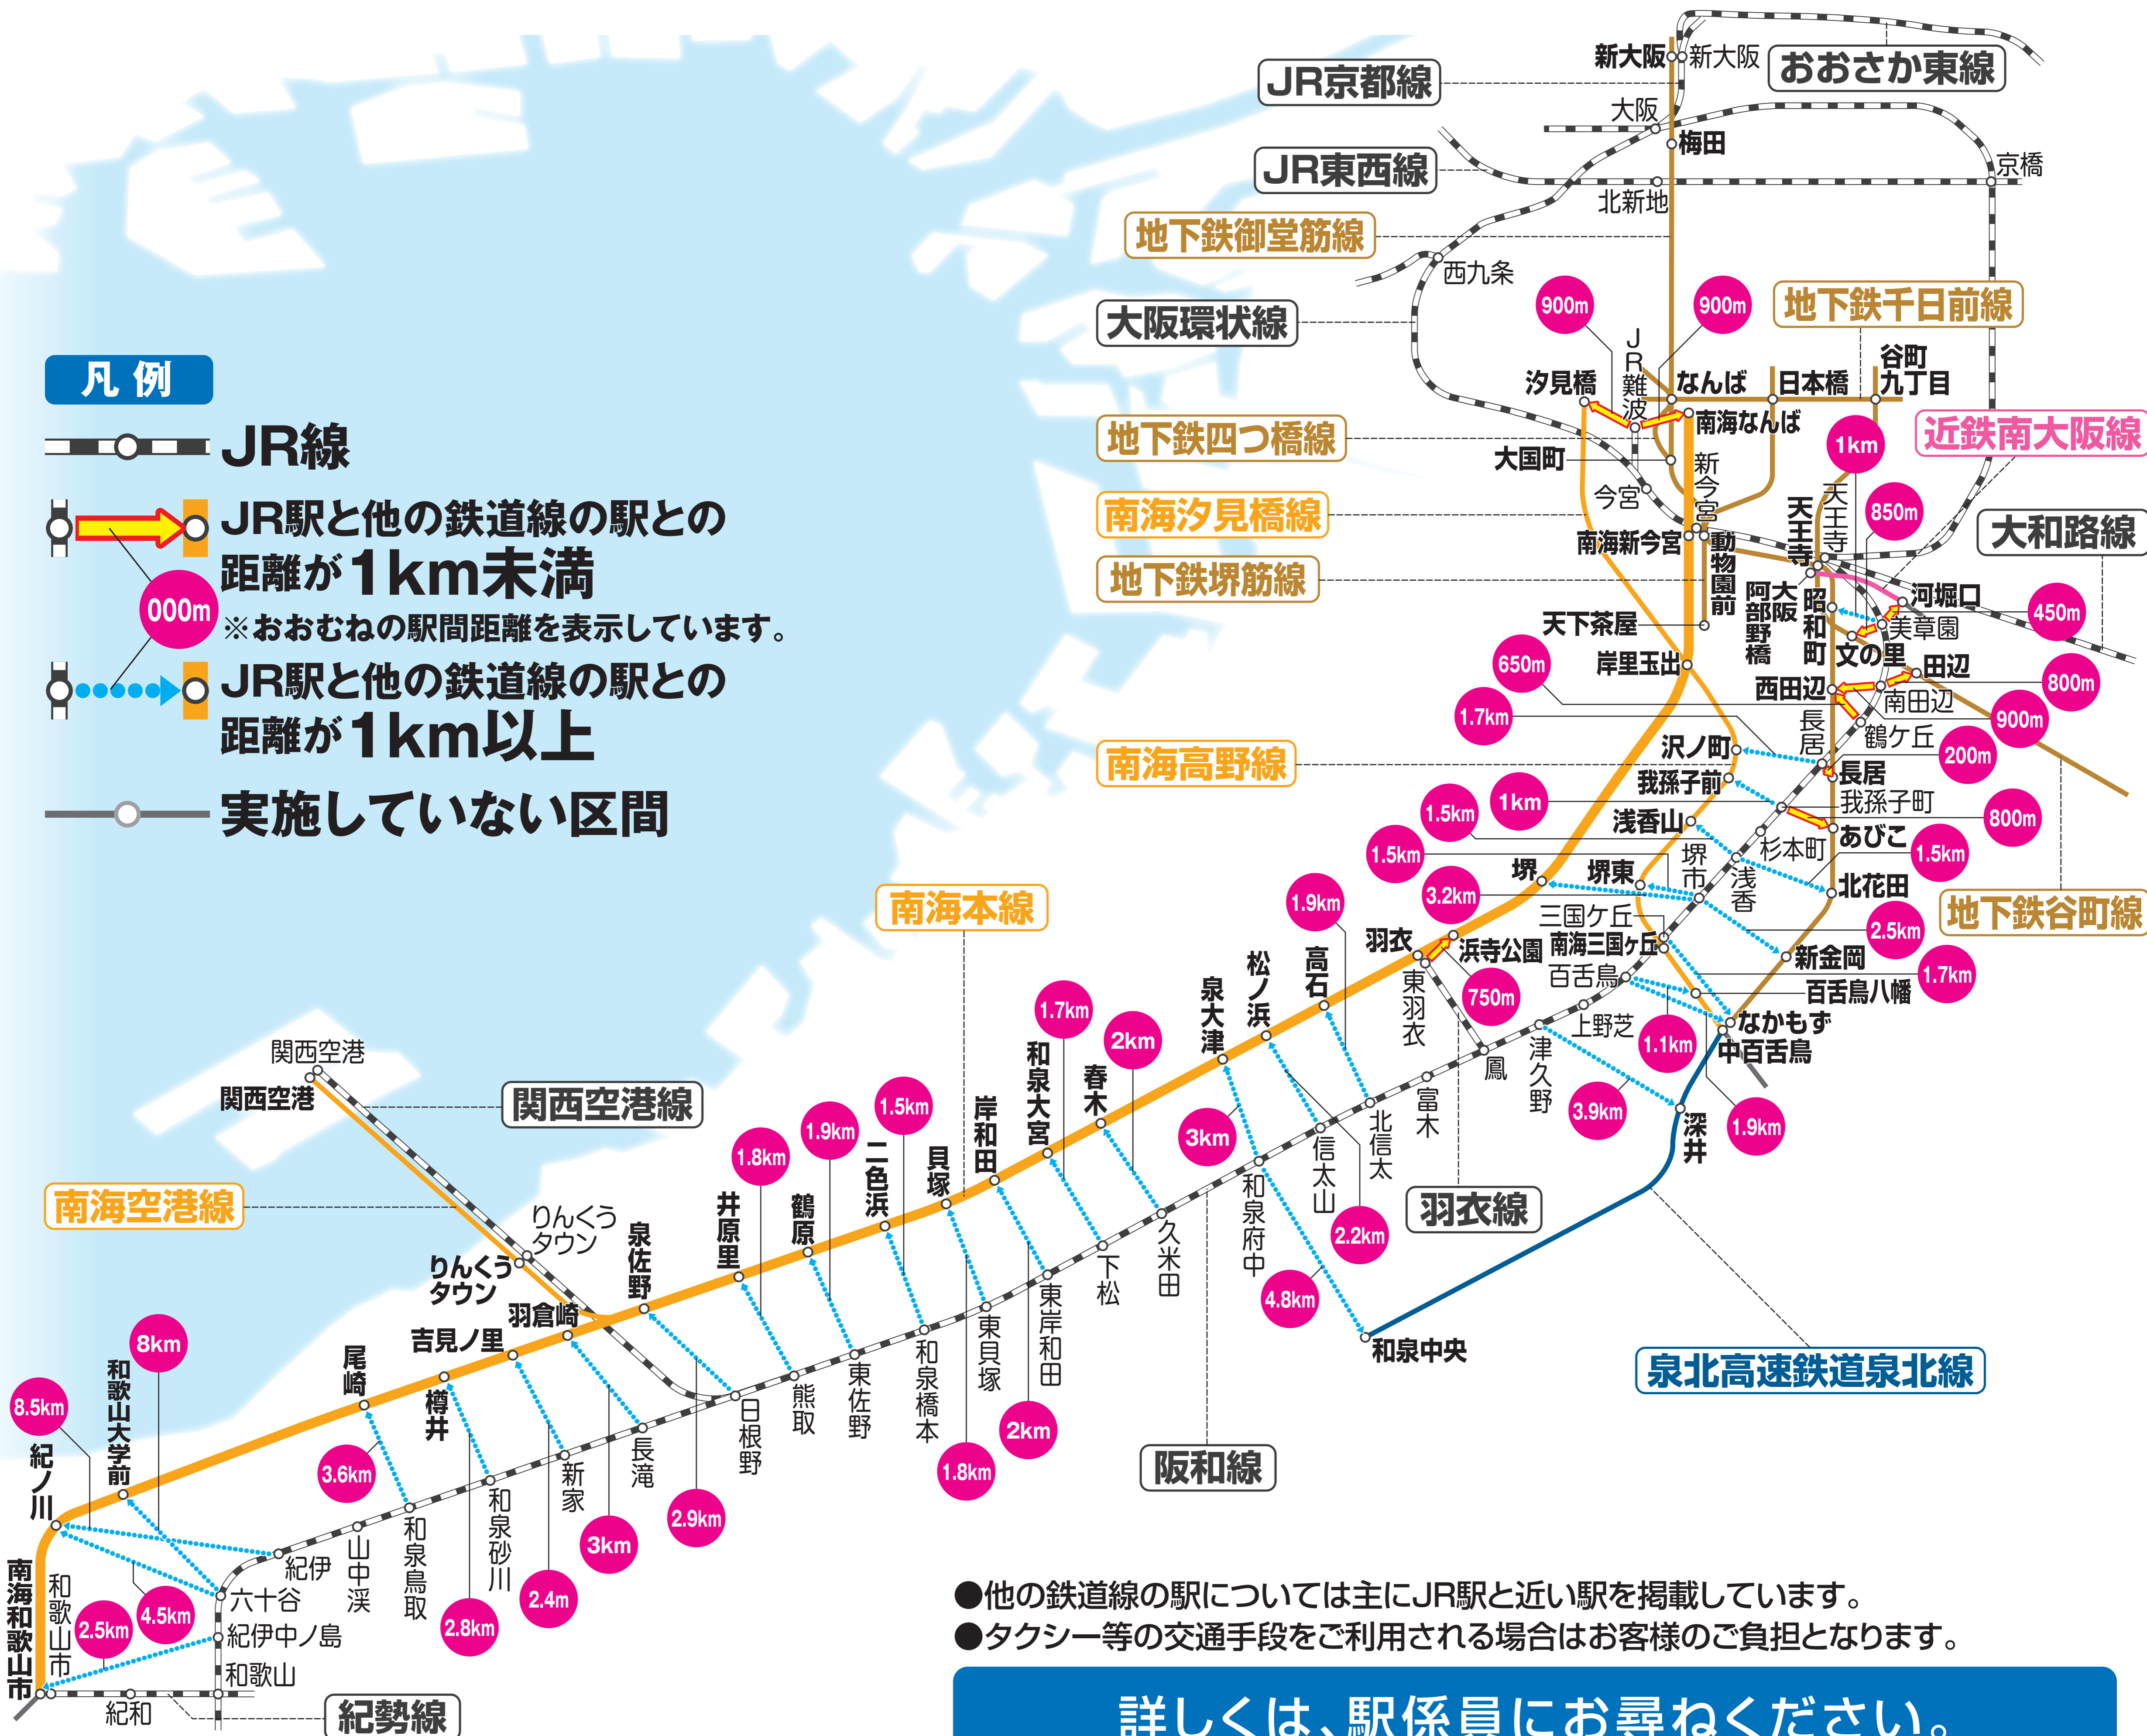 新大阪
新大阪
おおさか東線
JR京都線
大阪
梅田
JR東西線
京橋
北新地
地下鉄御堂筋線
西九条
900m
900m
地下鉄千日前線
大阪環状線
JR難波
谷町
九丁目
汐見橋
なんば
日本橋
凡例
JR線
南海なんば
地下鉄四つ橋線
1km
近鉄南大阪線
大国町
新今宮
今宮
天王寺
天王寺
850m
大和路線
南海汐見橋線
JR駅と他の鉄道線の駅との
距離が1km未満
000m
※おおむねの駅間距離を表示しています。
JR駅と他の鉄道線の駅との
距離が1km以上
実施していない区間
南海新今宮
動物園前
地下鉄堺筋線
大阪
阿部野橋
昭和町
河堀口
450m
天下茶屋
美章園
文の里
岸里玉出
650m
田辺
西田辺
800m
南田辺
1.7km
900m
長居
鶴ケ丘
沢ノ町
200m
南海高野線
我孫子前
長居
1km
我孫子町
800m
1.5km
浅香山
あびこ
杉本町
1.5km
1.5km
堺市
浅香
堺
堺東
3.2km
北花田
1.9km
南海本線
三国ケ丘
地下鉄谷町線
2.5km
羽衣
浜寺公園
南海三国ヶ丘
新金岡
高石
松ノ浜
泉大津
東羽衣
750m
百舌鳥
1.7km
百舌鳥八幡
1.7km
上野芝
なかもず
中百舌鳥
2km
和泉大宮
春木
1.1km
鳳
津久野
関西空港
関西空港
関西空港線
富木
3.9km
深井
1.9km
1.5km
岸和田
北信太
信太山
3km
1.9km
1.8km
二色浜
貝塚
和泉府中
羽衣線
南海空港線
井原里
鶴原
2.2km
りんくう
タウン
泉佐野
久米田
下松
りんくう
タウン
4.8km
東岸和田
東貝塚
和泉中央
羽倉崎
吉見ノ里
8km
尾崎
和歌山大学前
和泉橋本
東佐野
熊取
泉北高速鉄道泉北線
8.5km
樽井
日根野
2km
紀ノ川
長滝
1.8km
阪和線
3.6km
新家
2.9km
和泉砂川
和泉鳥取
3km
山中渓
紀伊
2.4m
2.8km
六十谷
4.5km
2.5km
紀伊中ノ島
和歌山市
南海和歌山市
和歌山
紀和
紀勢線
●他の鉄道線の駅については主にJR駅と近い駅を掲載しています。
●タクシー等の交通手段をご利用される場合はお客様のご負担となります。
詳しくは、駅係員にお尋ねください。